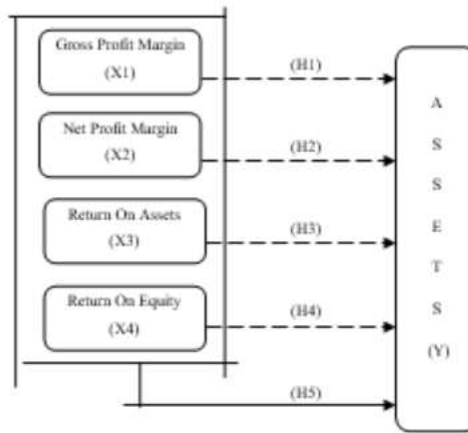 Gross Profit Margin
(X1)
(H1)
Net Profit Margin
(X2)
(H2)
Return On Assets
(X3)
(H3)
Return On Equity
(X4)
(H4)
(H5)
A
S
S
E
T
S
(Y)